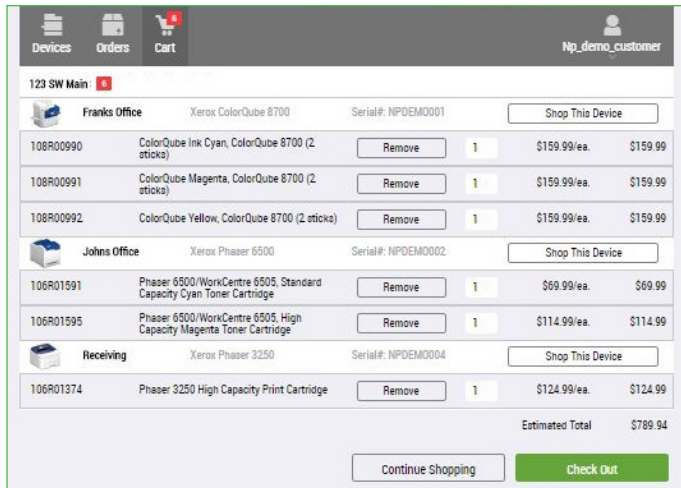 6
Devices Orders Cart Np_demo_customer
123 SW Main: 6
Franks Office Xerox ColorQube 8700 Serial#: NPDEMO001 Shop This Device
108R00990 ColorQube Ink Cyan, ColorQube 8700 (2 sticks) Remove 1 $159.99/ea. $159.99
108R00991 ColorQube Magenta, ColorQube 8700 (2 sticks) Remove 1 $159.99/ea. $159.99
108R00992 ColorQube Yellow, ColorQube 8700 (2 sticks) Remove 1 $159.99/ea. $159.99
Johns Office Xerox Phaser 6500 Serial#: NPDEMO002 Shop This Device
106R01591 Phaser 6500/WorkCentre 6505, Standard Capacity Cyan Toner Cartridge Remove 1 $69.99/ea. $69.99
106R01595 Phaser 6500/WorkCentre 6505, High Capacity Magenta Toner Cartridge Remove 1 $114.99/ea. $114.99
Receiving Xerox Phaser 3250 Serial#: NPDEMO004 Shop This Device
106R01374 Phaser 3250 High Capacity Print Cartridge Remove 1 $124.99/ea. $124.99
Estimated Total $789.94
Continue Shopping Check Out